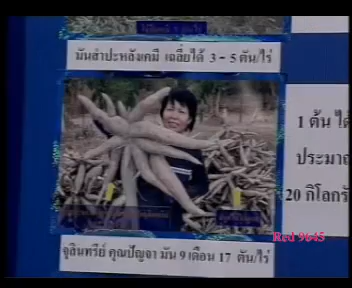 มันสำปะหลังเคมี เฉลี่ยได้ 3 - 5 ตัน/ไร่
1 ต้น ได้
ประมาณ
20 กิโลกรั
Red 9645
จุลินทรีย์ คุณปัญจา มัน 9 เดือน 17 ตัน/ไร่